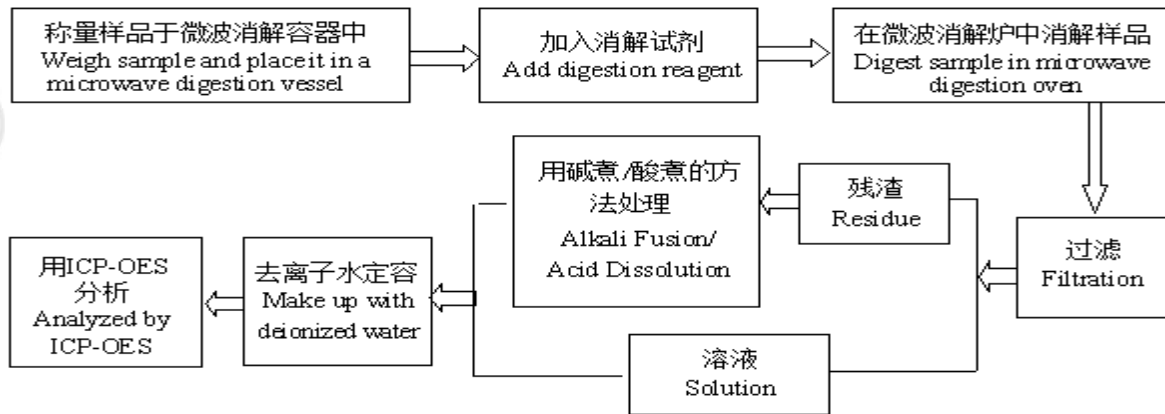 称量样品于微波消解容器中
Weigh sample and place it in a
microwave digestion vessel
加入消解试剂
Add digestion reagent
在微波消解炉中消解样品
Digest sample in microwave
digestion oven
过滤
Filtration
残渣
Residue
用碱煮/酸煮的方
法处理
Alkali Fusion/
Acid Dissolution
溶液
Solution
去离子水定容
Make up with
deionized water
用ICP-OES
分析
Analyzed by
ICP-OES